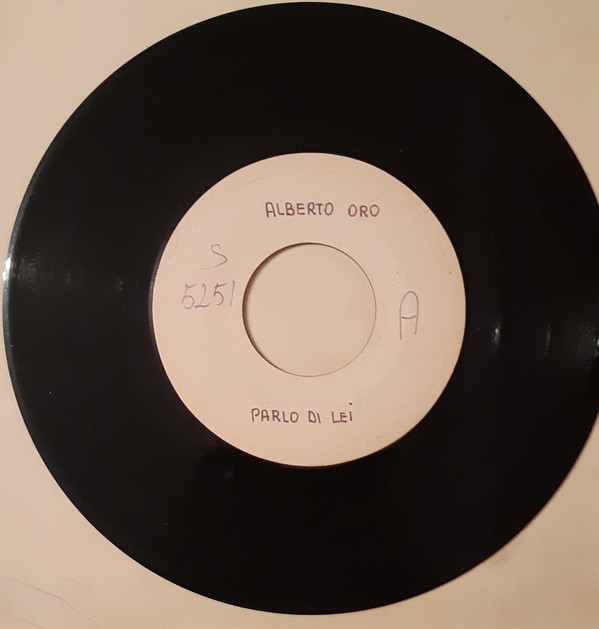 ALBERTO ORO
S
5251
A
PARLO DI LEI